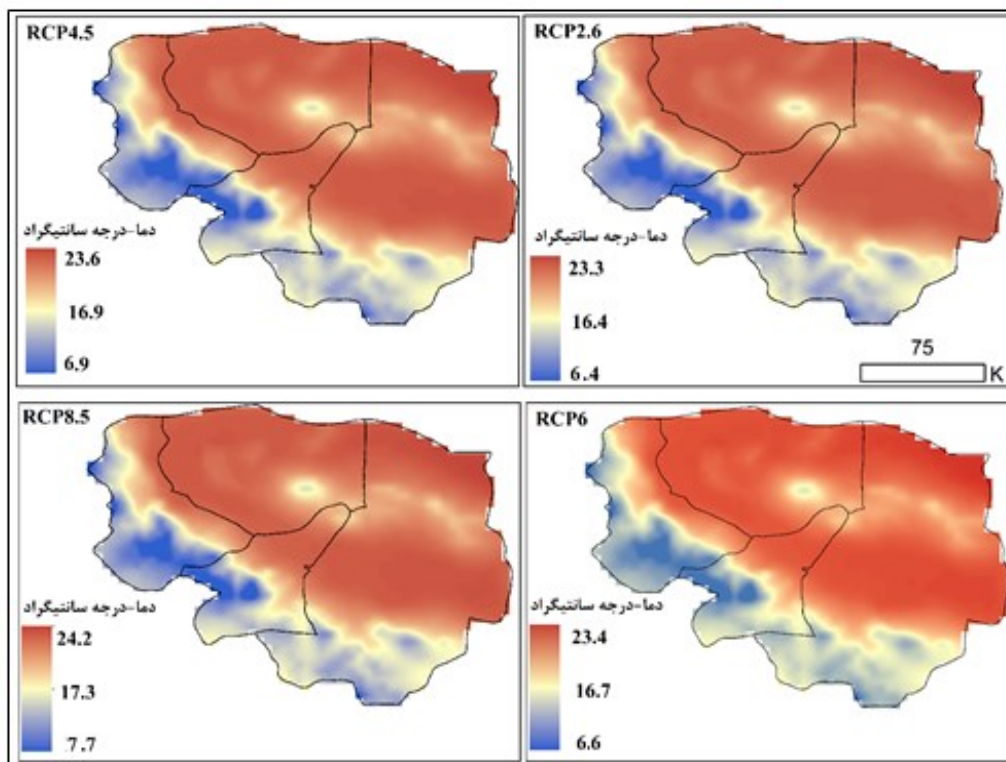 RCP4.5
دما-درجه سانتیگراد
23.6
16.9
6.9
RCP2.6
دما-درجه سانتیگراد
23.3
16.4
6.4
75
K
RCP8.5
دما-درجه سانتیگراد
24.2
17.3
7.7
RCP6
دما-درجه سانتیگراد
23.4
16.7
6.6